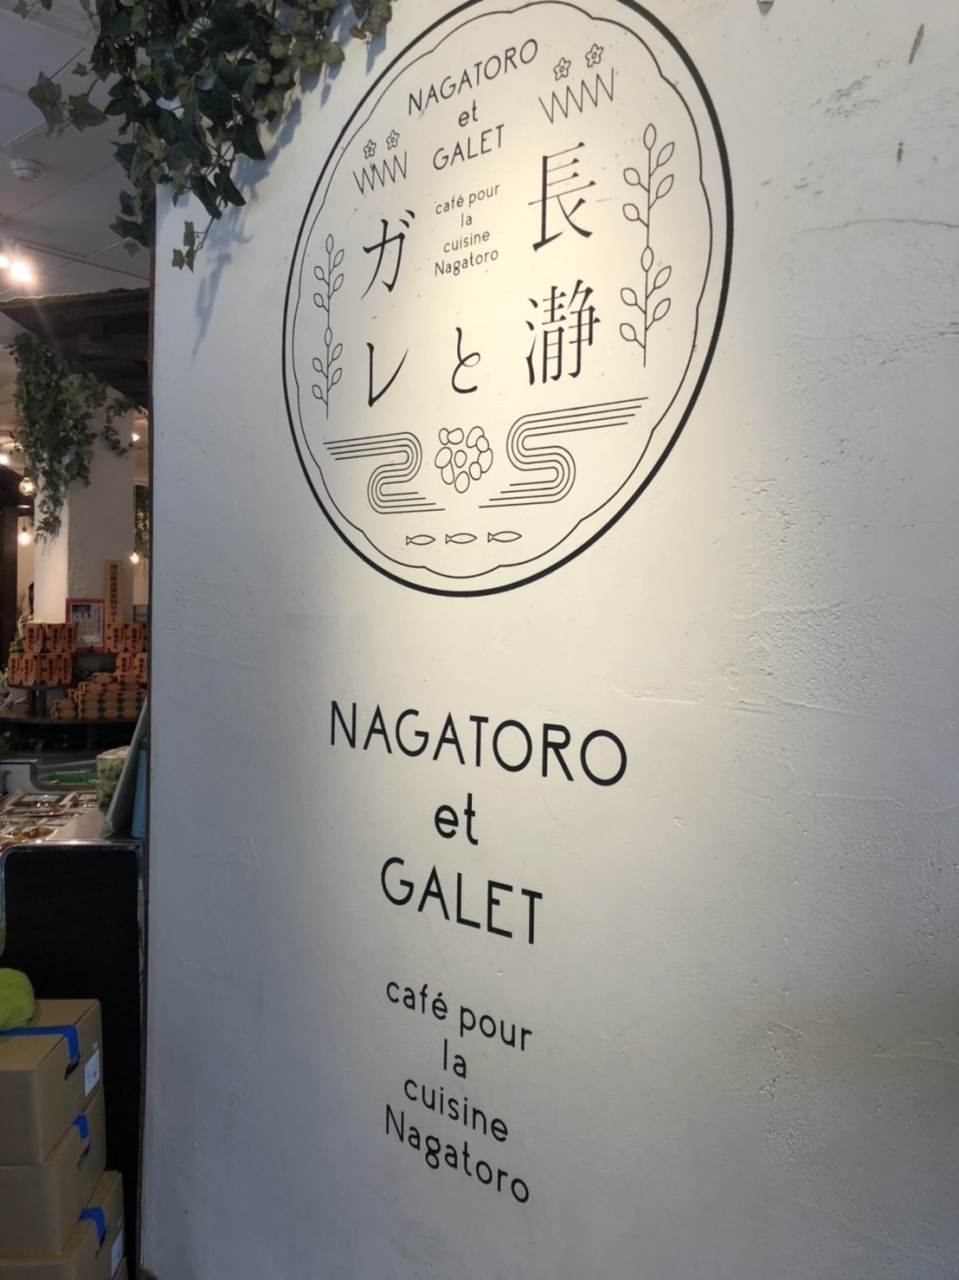 NAGATORO
et
GALET
café pour
la
cuisine
Nagatoro
長瀞
と
ガレ
NAGATORO
et
GALET
café pour
la
cuisine
Nagatoro